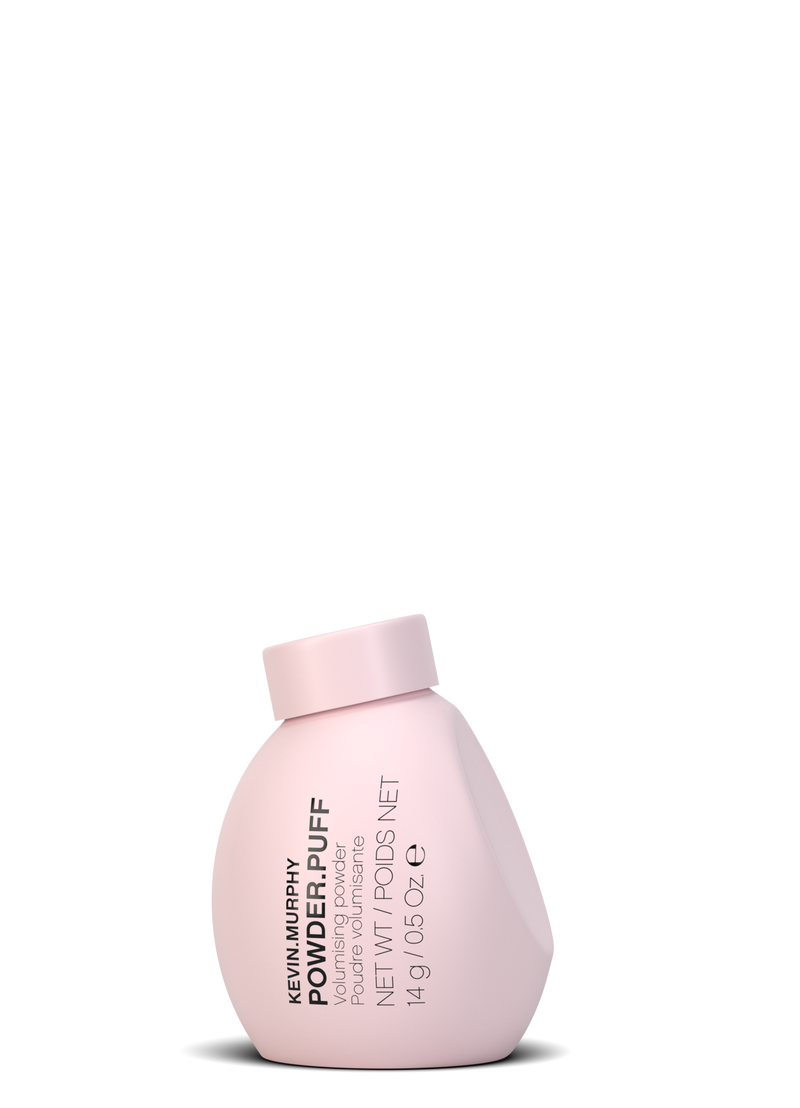 KEVIN.MURPHY
POWDER.PUFF
Volumising powder
Poudre volumisante
NET WT / POIDS NET
14 g / 0.5 Oz. ℮